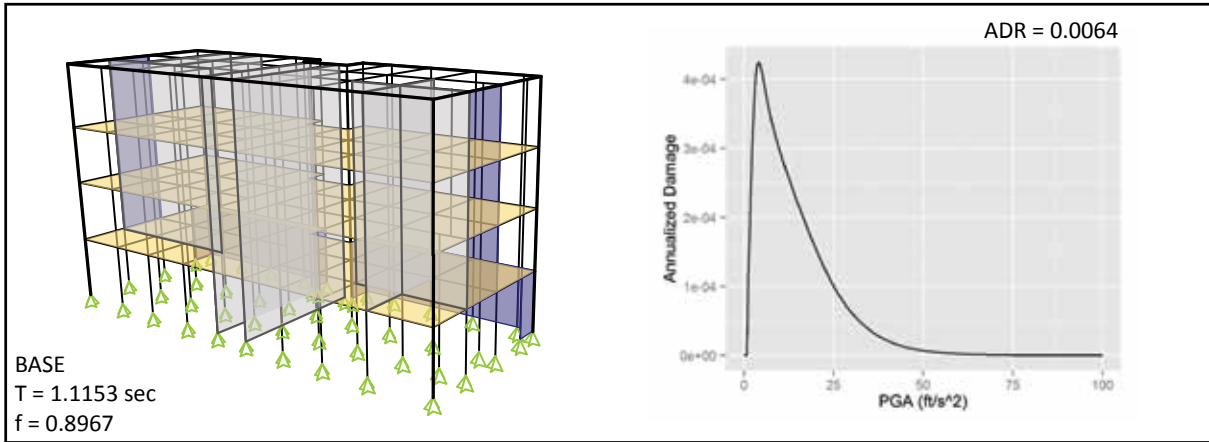 ADR = 0.0064
4e-04
3e-04
2e-04
1e-04
0e+00
Annualized Damage
0
25
50
75
100
PGA (ft/s^2)
BASE
T = 1.1153 sec
f = 0.8967